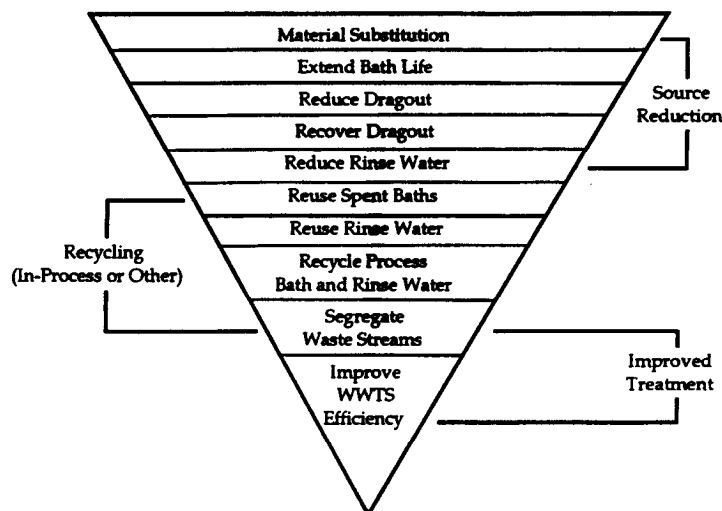 Material Substitution
Extend Bath Life
Reduce Dragout
Recover Dragout
Reduce Rinse Water
Reuse Spent Baths
Reuse Rinse Water
Recycle Process
Bath and Rinse Water
Segregate
Waste Streams
Improve
WWTS
Efficiency
Source
Reduction
Recycling
(In-Process or Other)
Improved
Treatment